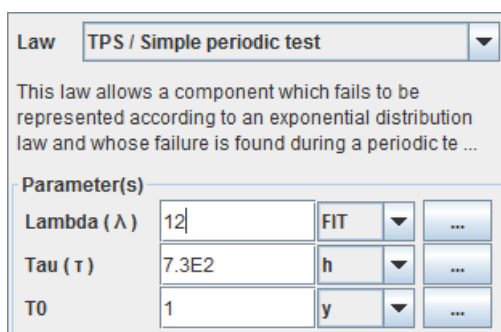 Law TPS / Simple periodic test
This law allows a component which fails to be
represented according to an exponential distribution
law and whose failure is found during a periodic te ...
Parameter(s)
Lambda ( λ ) 12 FIT ...
Tau ( τ ) 7.3E2 h ...
T0 1 y ...